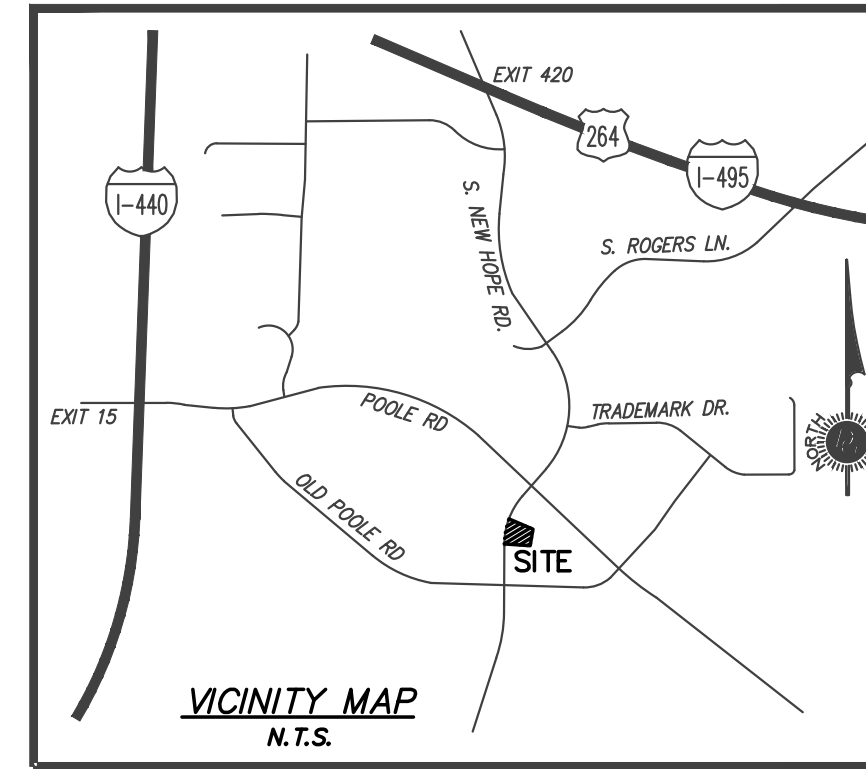 EXIT 420
264
I-495
I-440
S. NEW HOPE RD.
S. ROGERS LN.
EXIT 15
POOLE RD
TRADEMARK DR.
NORTH
OLD POOLE RD
SITE
VICINITY MAP
N.T.S.